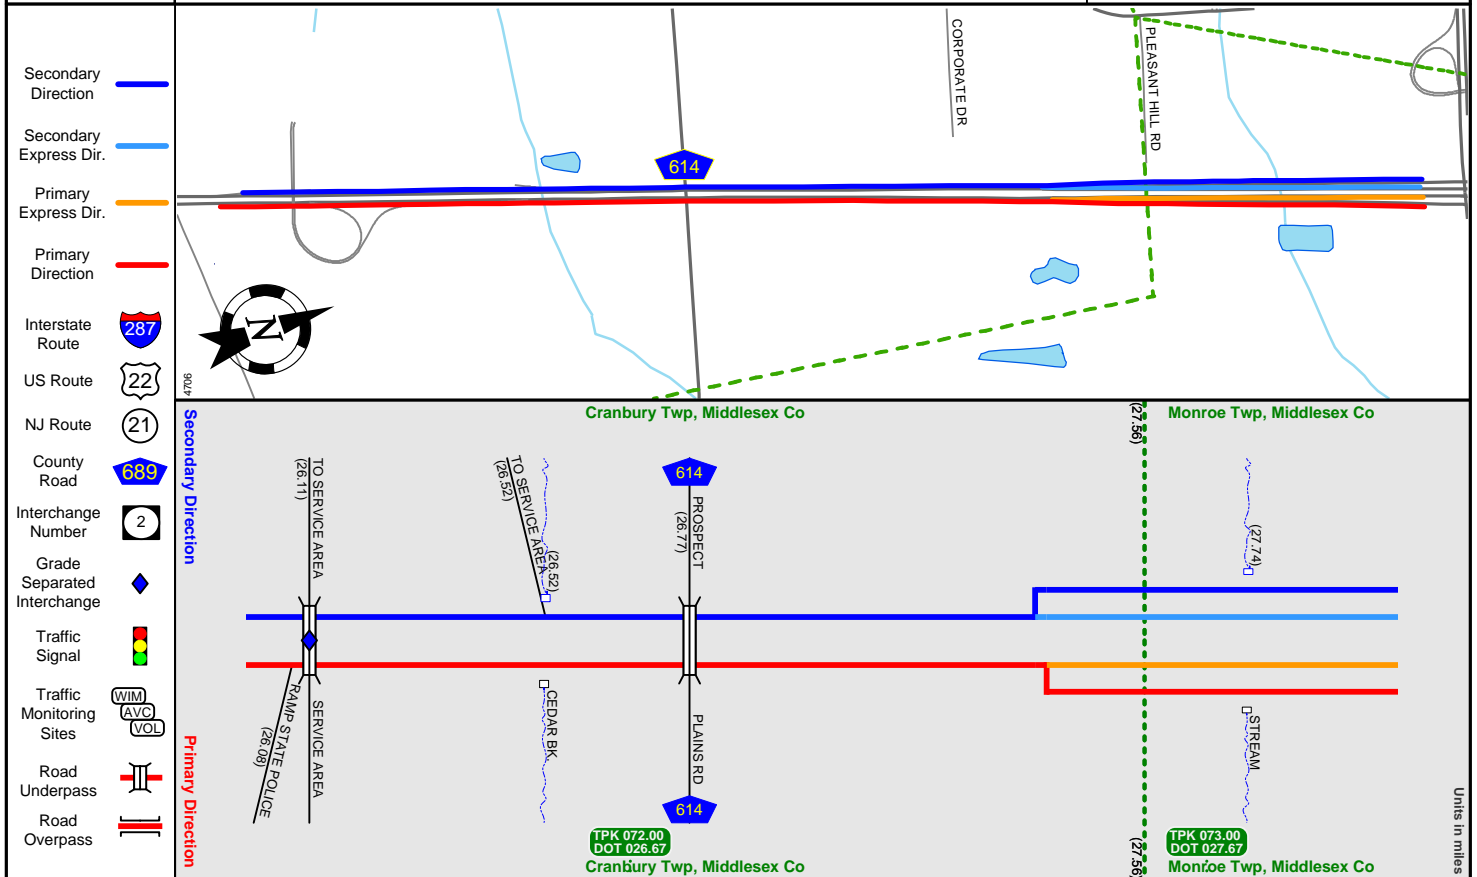 Secondary
Direction
Secondary
Express Dir.
Primary
Express Dir.
Primary
Direction
Interstate
Route
287
US Route
22
NJ Route
21
County
Road
689
Interchange
Number
2
Grade
Separated
Interchange
Traffic
Signal
Traffic
Monitoring
Sites
WIM
AVC
VOL
Road
Underpass
Road
Overpass
CORPORATE DR
PLEASANT HILL RD
614
N
4706
Secondary Direction
Primary Direction
Cranbury Twp, Middlesex Co
(27.56)
Monroe Twp, Middlesex Co
TO SERVICE AREA
(26.11)
TO SERVICE AREA
(26.52)
(26.52)
614
PROSPECT
(26.77)
(27.74)
RAMP STATE POLICE
(26.08)
SERVICE AREA
CEDAR BK.
PLAINS RD
614
STREAM
TPK 072.00
DOT 026.67
Cranbury Twp, Middlesex Co
(27.56)
TPK 073.00
DOT 027.67
Monroe Twp, Middlesex Co
Units in miles